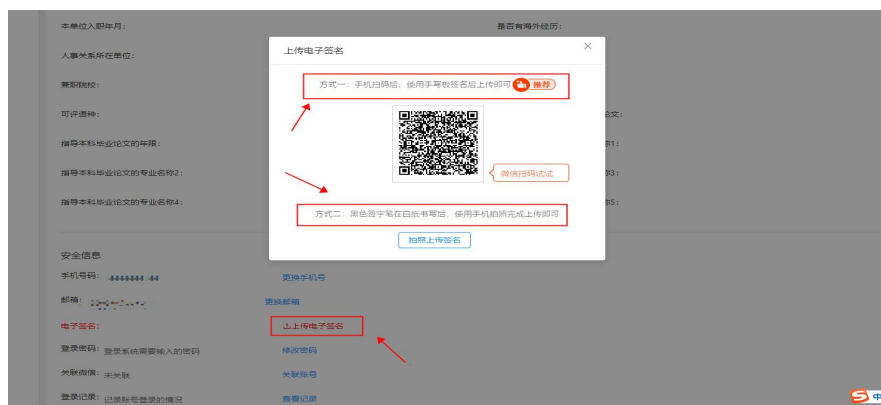 本单位入职年月：
是否有海外经历：
人事关系所在单位：
上传电子签名
兼职院校：
方式一：手机扫码后，使用手写板签名后上传即可 推荐
可评语种：
论文：
指导本科毕业论文的年限：
称1：
指导本科毕业论文的专业名称2：
微信扫码试试
称3：
指导本科毕业论文的专业名称4：
称5：
方式二：黑色签字笔在白纸书写后，使用手机拍照完成上传即可
拍照上传签名
安全信息
手机号码：
更换手机号
邮箱：
更换邮箱
电子签名：
上传电子签名
登录密码：登录系统需要输入的密码
修改密码
关联微信：未关联
关联账号
登录记录：记录账号登录的情况
查看记录
中